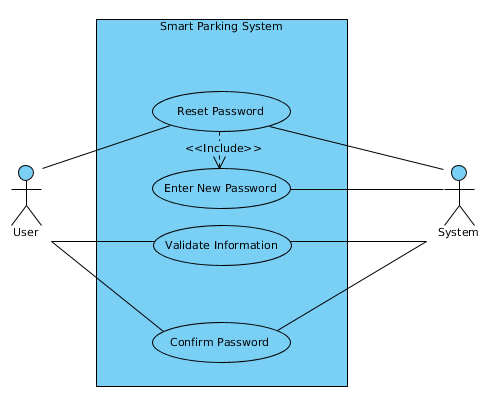 Smart Parking System
Reset Password
<<Include>>
Enter New Password
User
System
Validate Information
Confirm Password